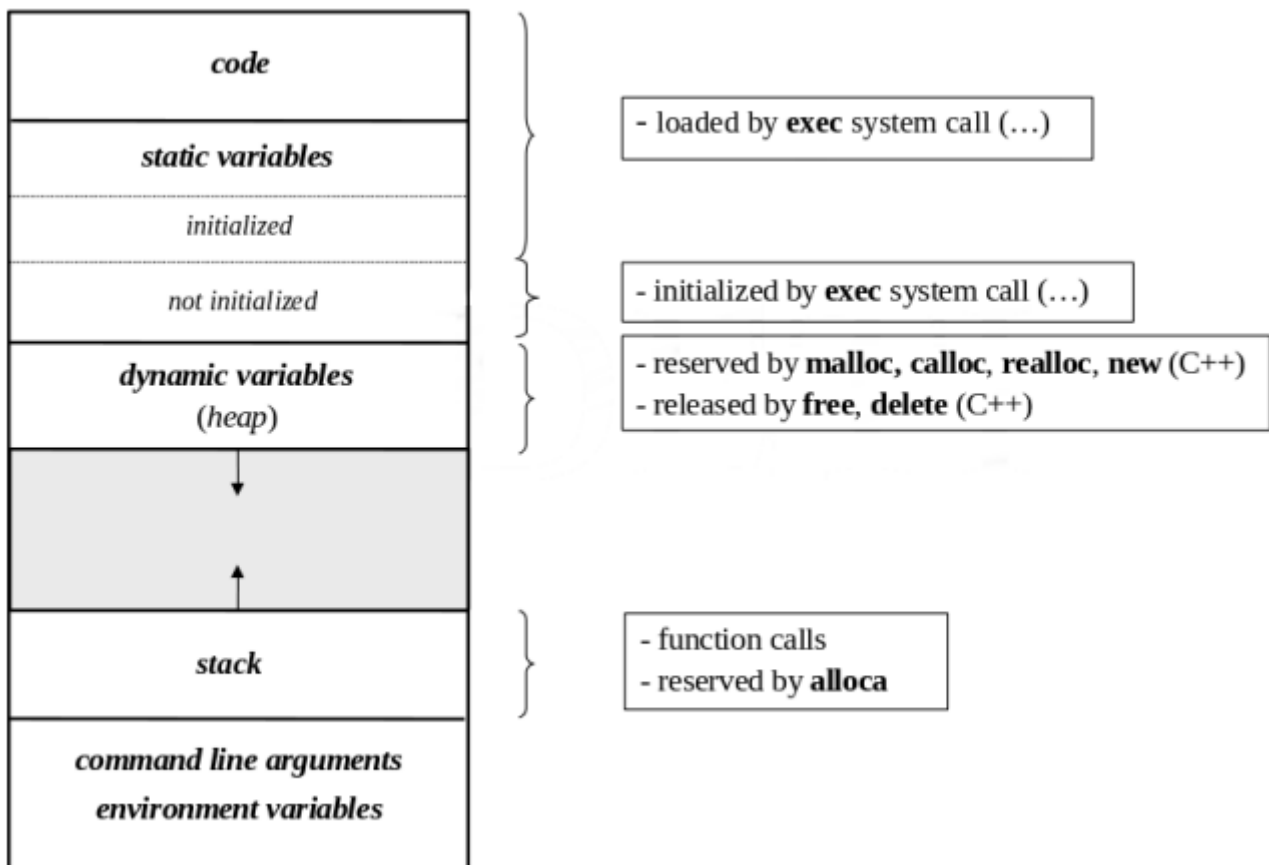 code
- loaded by exec system call (…)
static variables
initialized
not initialized
- initialized by exec system call (…)
dynamic variables
(heap)
- reserved by malloc, calloc, realloc, new (C++)
- released by free, delete (C++)
stack
- function calls
- reserved by alloca
command line arguments
environment variables